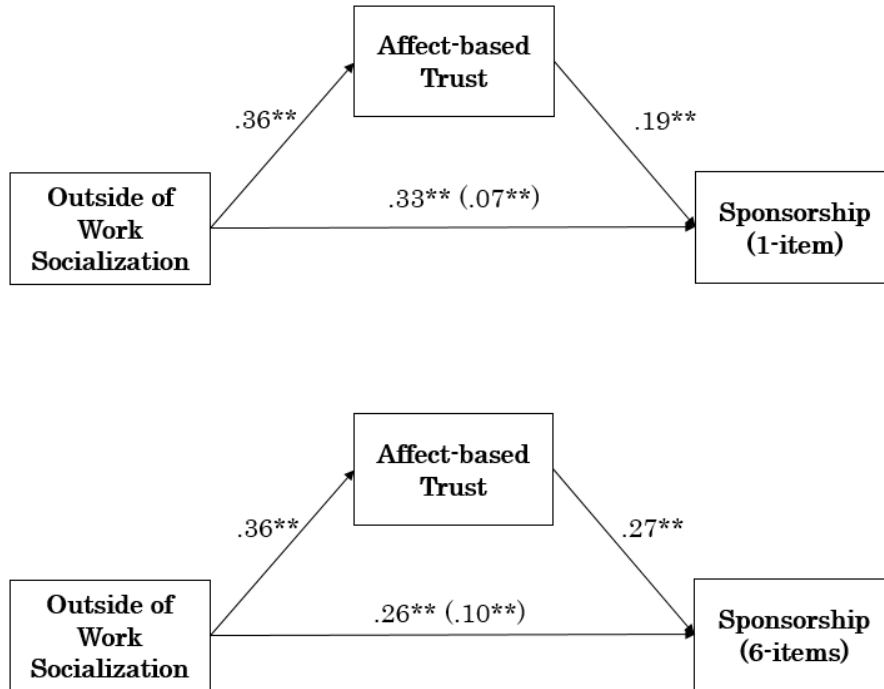 Affect-based
Trust
.36**
.19**
Outside of
Work
Socialization
.33** (.07**)
Sponsorship
(1-item)
Affect-based
Trust
.36**
.27**
Outside of
Work
Socialization
.26** (.10**)
Sponsorship
(6-items)